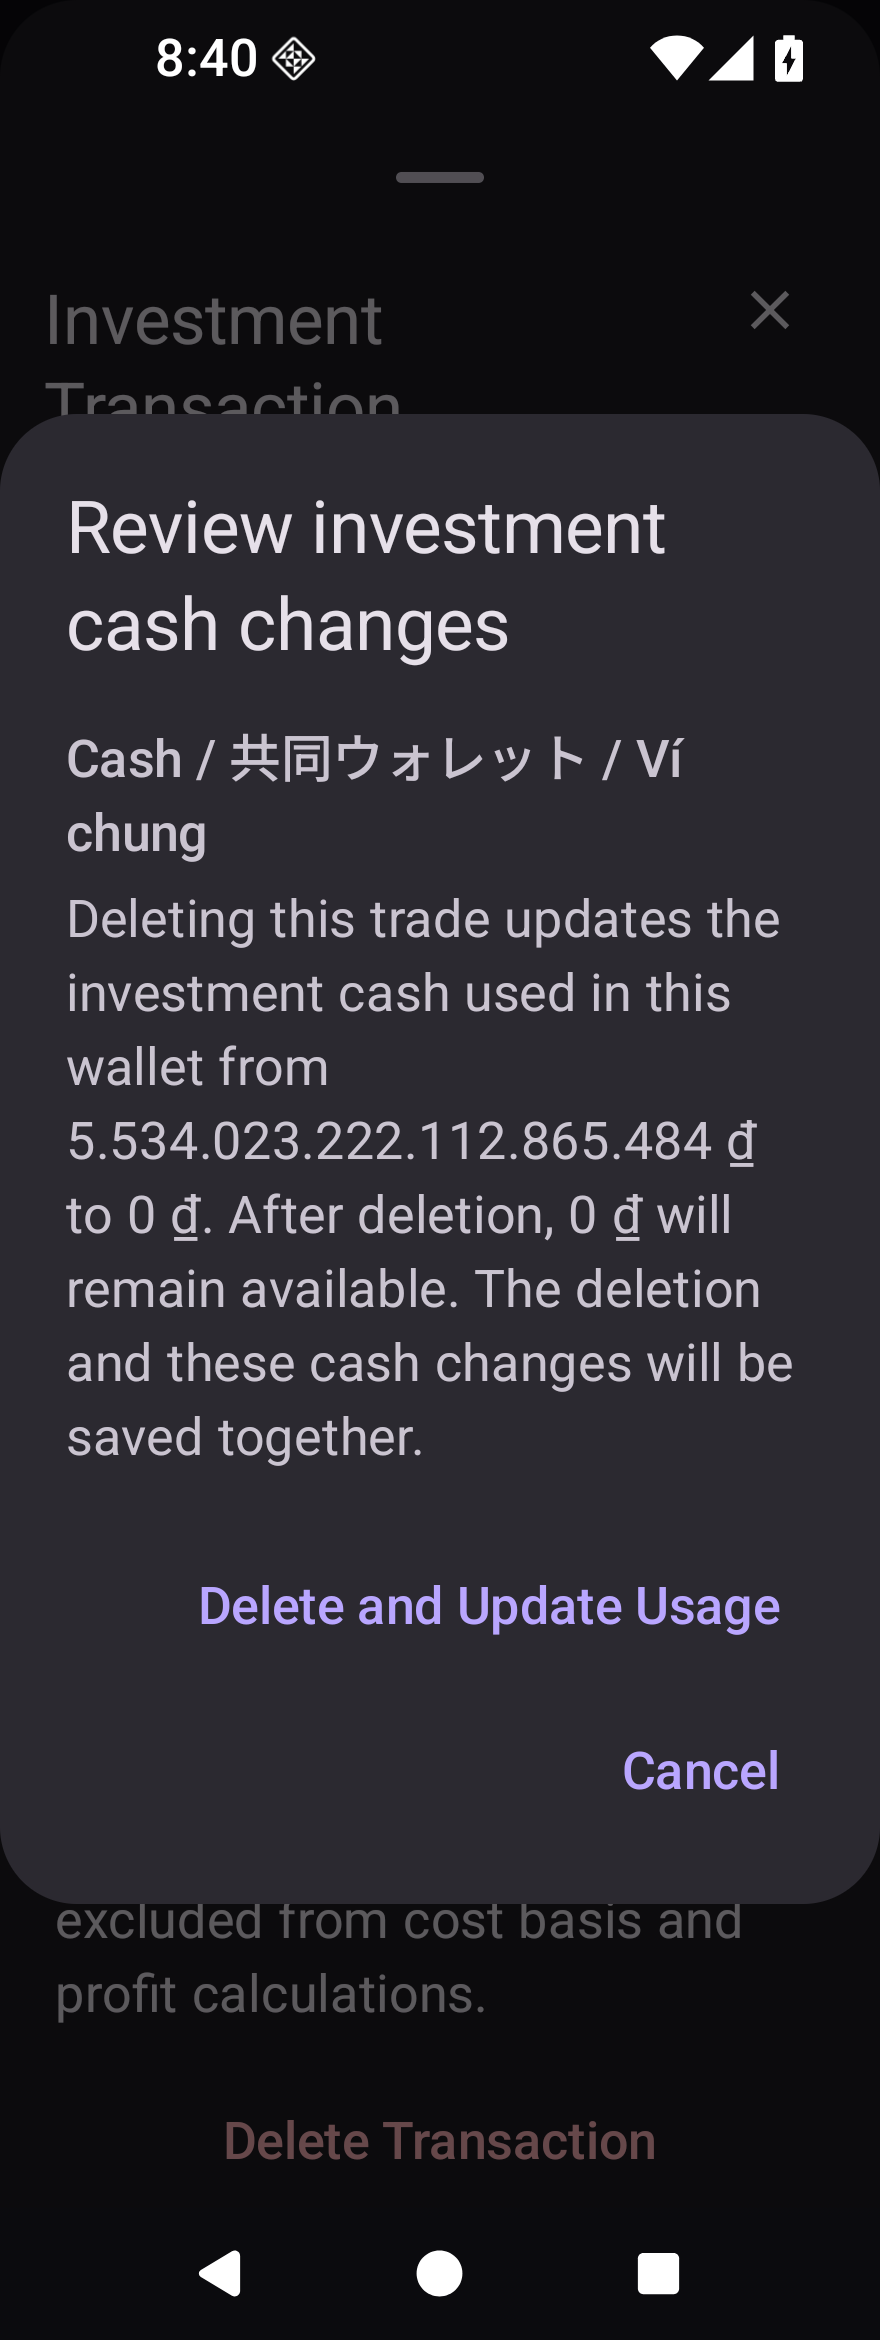 8:40
Investment
Transaction
Review investment
cash changes
Cash / 共同ウォレット / Ví
chung
Deleting this trade updates the
investment cash used in this
wallet from
5.534.023.222.112.865.484 ₫
to 0 ₫. After deletion, 0 ₫ will
remain available. The deletion
and these cash changes will be
saved together.
Delete and Update Usage
Cancel
excluded from cost basis and
profit calculations.
Delete Transaction